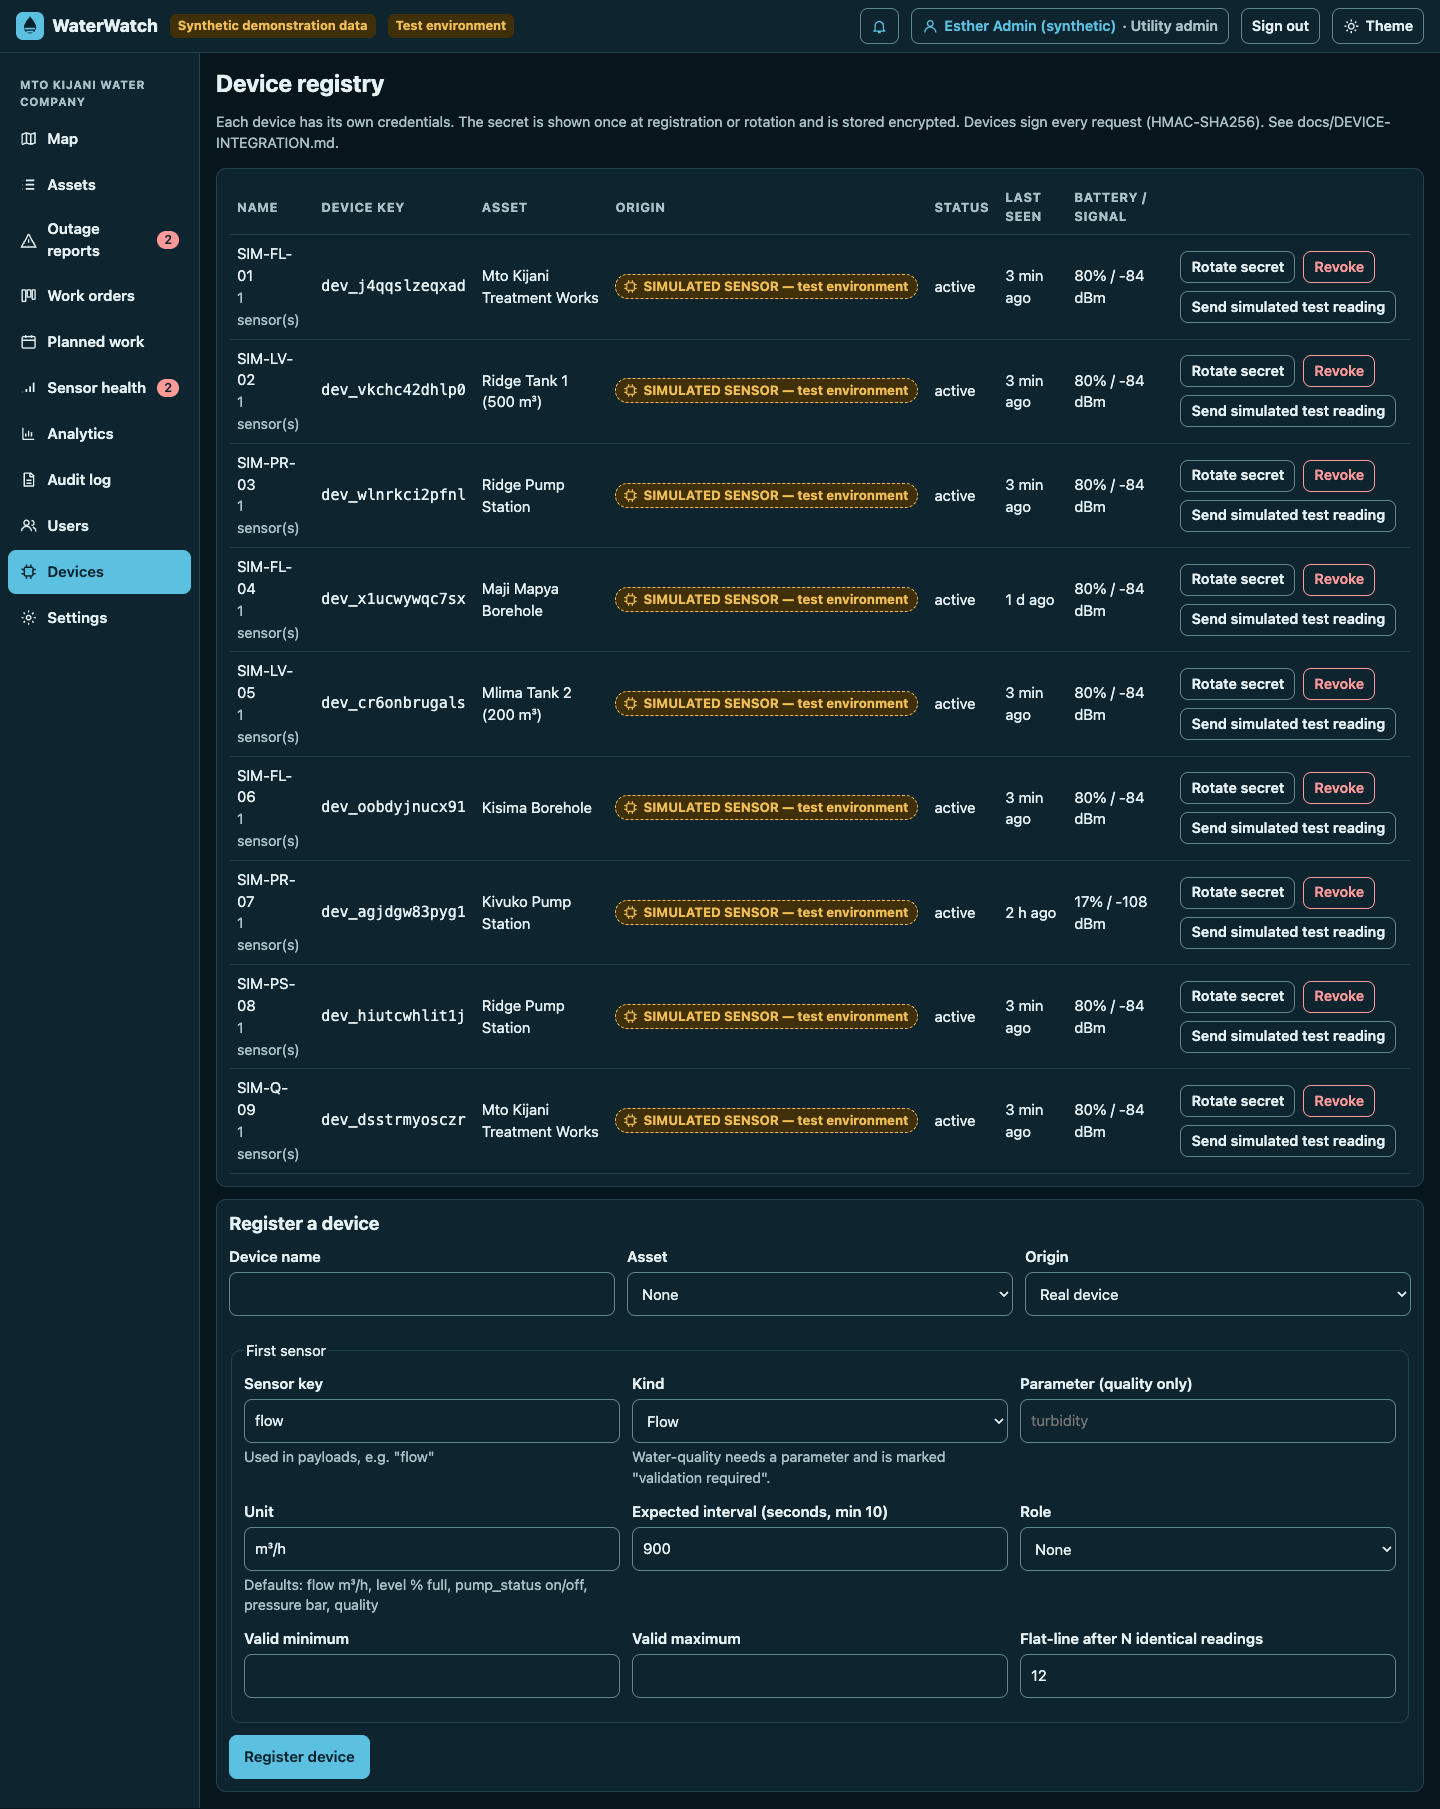 WaterWatch
Synthetic demonstration data
Test environment
Esther Admin (synthetic) · Utility admin
Sign out
Theme
MTO KIJANI WATER
COMPANY
Map
Assets
Outage
reports
2
Work orders
Planned work
Sensor health
2
Analytics
Audit log
Users
Devices
Settings
Device registry
Each device has its own credentials. The secret is shown once at registration or rotation and is stored encrypted. Devices sign every request (HMAC-SHA256). See docs/DEVICE-
INTEGRATION.md.
NAME
DEVICE KEY
ASSET
ORIGIN
STATUS
LAST
SEEN
BATTERY /
SIGNAL
SIM-FL-
01
1
sensor(s)
dev_j4qqslzeqxad
Mto Kijani
Treatment Works
SIMULATED SENSOR — test environment
active
3 min
ago
80% / -84
dBm
Rotate secret
Revoke
Send simulated test reading
SIM-LV-
02
1
sensor(s)
dev_vkchc42dhlp0
Ridge Tank 1
(500 m³)
SIMULATED SENSOR — test environment
active
3 min
ago
80% / -84
dBm
Rotate secret
Revoke
Send simulated test reading
SIM-PR-
03
1
sensor(s)
dev_wlnrkci2pfnl
Ridge Pump
Station
SIMULATED SENSOR — test environment
active
3 min
ago
80% / -84
dBm
Rotate secret
Revoke
Send simulated test reading
SIM-FL-
04
1
sensor(s)
dev_x1ucwywqc7sx
Maji Mapya
Borehole
SIMULATED SENSOR — test environment
active
1 d ago
80% / -84
dBm
Rotate secret
Revoke
Send simulated test reading
SIM-LV-
05
1
sensor(s)
dev_cr6onbrugals
Mlima Tank 2
(200 m³)
SIMULATED SENSOR — test environment
active
3 min
ago
80% / -84
dBm
Rotate secret
Revoke
Send simulated test reading
SIM-FL-
06
1
sensor(s)
dev_oobdyjnucx91
Kisima Borehole
SIMULATED SENSOR — test environment
active
3 min
ago
80% / -84
dBm
Rotate secret
Revoke
Send simulated test reading
SIM-PR-
07
1
sensor(s)
dev_agjdgw83pyg1
Kivuko Pump
Station
SIMULATED SENSOR — test environment
active
2 h ago
17% / -108
dBm
Rotate secret
Revoke
Send simulated test reading
SIM-PS-
08
1
sensor(s)
dev_hiutcwhlit1j
Ridge Pump
Station
SIMULATED SENSOR — test environment
active
3 min
ago
80% / -84
dBm
Rotate secret
Revoke
Send simulated test reading
SIM-Q-
09
1
sensor(s)
dev_dsstrmyosczr
Mto Kijani
Treatment Works
SIMULATED SENSOR — test environment
active
3 min
ago
80% / -84
dBm
Rotate secret
Revoke
Send simulated test reading
Register a device
Device name
Asset
None
Origin
Real device
First sensor
Sensor key
flow
Used in payloads, e.g. "flow"
Kind
Flow
Water-quality needs a parameter and is marked
"validation required".
Parameter (quality only)
turbidity
Unit
m³/h
Defaults: flow m³/h, level % full, pump_status on/off,
pressure bar, quality
Expected interval (seconds, min 10)
900
Role
None
Valid minimum
Valid maximum
Flat-line after N identical readings
12
Register device